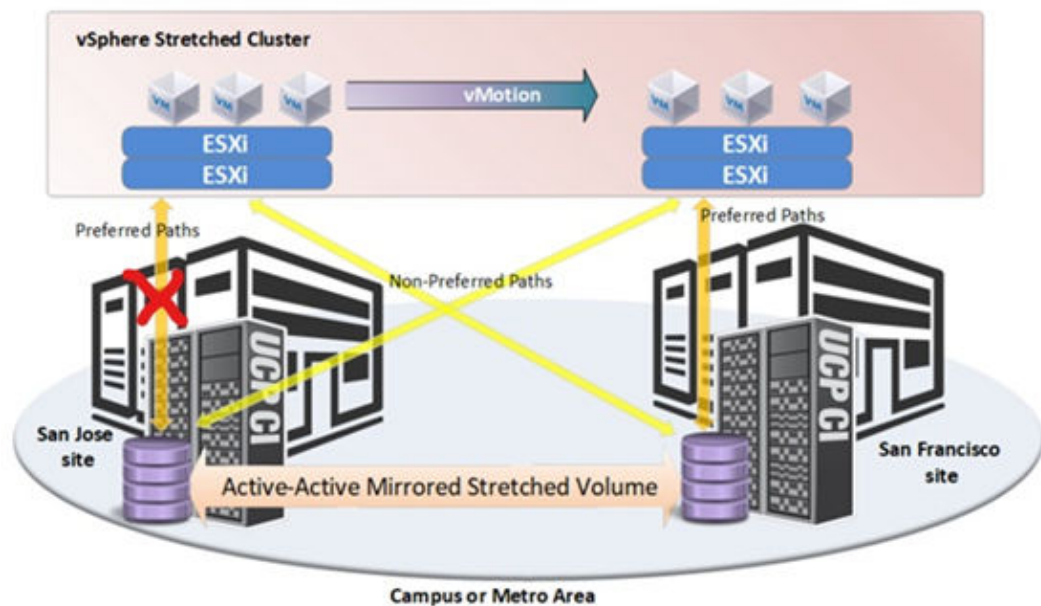 vSphere Stretched Cluster
VM VM VM
vMotion
VM VM VM
ESXi
ESXi
ESXi
ESXi
Preferred Paths
Preferred Paths
Non-Preferred Paths
UCP CI
UCP CI
San Jose
site
San Francisco
site
Active-Active Mirrored Stretched Volume
Campus or Metro Area